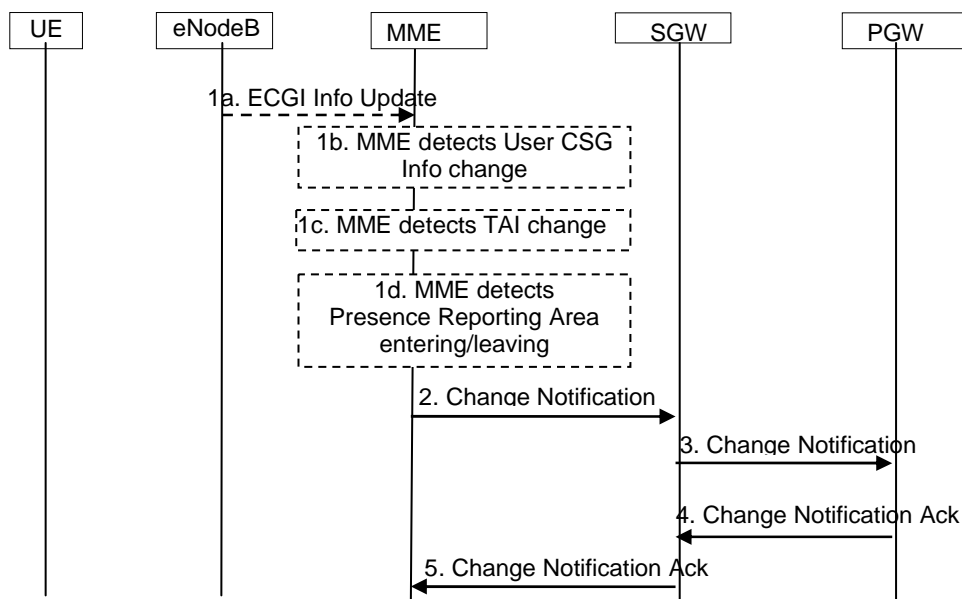 UE
eNodeB
MME
SGW
PGW
1a. ECGI Info Update
1b. MME detects User CSG
Info change
1c. MME detects TAI change
1d. MME detects
Presence Reporting Area
entering/leaving
2. Change Notification
3. Change Notification
4. Change Notification Ack
5. Change Notification Ack